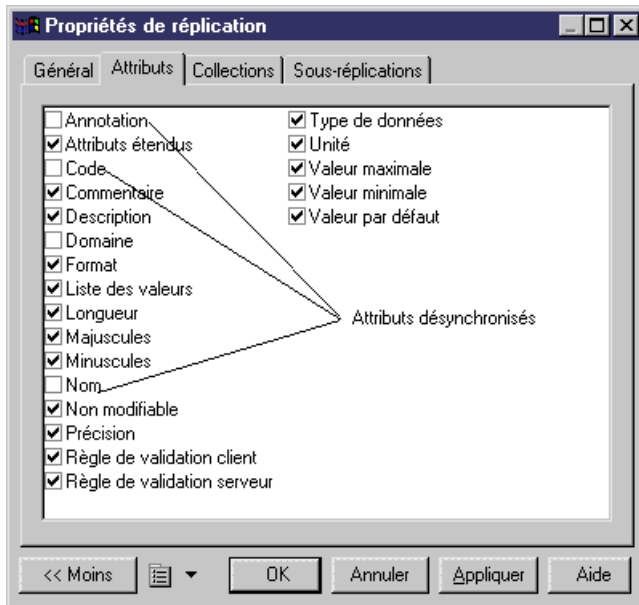 Propriétés de réplication
Général Attributs Collections Sous-réplications
Annotation
Attributs étendus
Code
Commentaire
Description
Domaine
Format
Liste des valeurs
Longueur
Majuscules
Minuscules
Nom
Non modifiable
Précision
Règle de validation client
Règle de validation serveur
Type de données
Unité
Valeur maximale
Valeur minimale
Valeur par défaut
Attributs désynchronisés
<< Moins OK Annuler Appliquer Aide